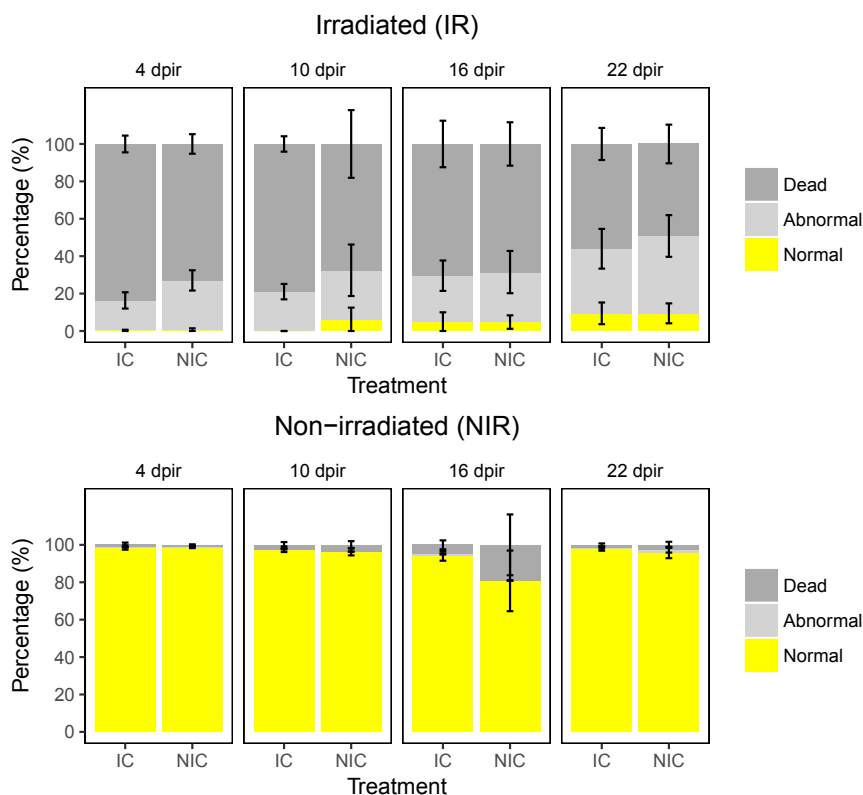 Irradiated (IR)
4 dpir 10 dpir 16 dpir 22 dpir
Percentage (%)
100
80
60
40
20
0
IC NIC IC NIC IC NIC IC NIC
Treatment
Dead
Abnormal
Normal
Non−irradiated (NIR)
4 dpir 10 dpir 16 dpir 22 dpir
Percentage (%)
100
80
60
40
20
0
IC NIC IC NIC IC NIC IC NIC
Treatment
Dead
Abnormal
Normal